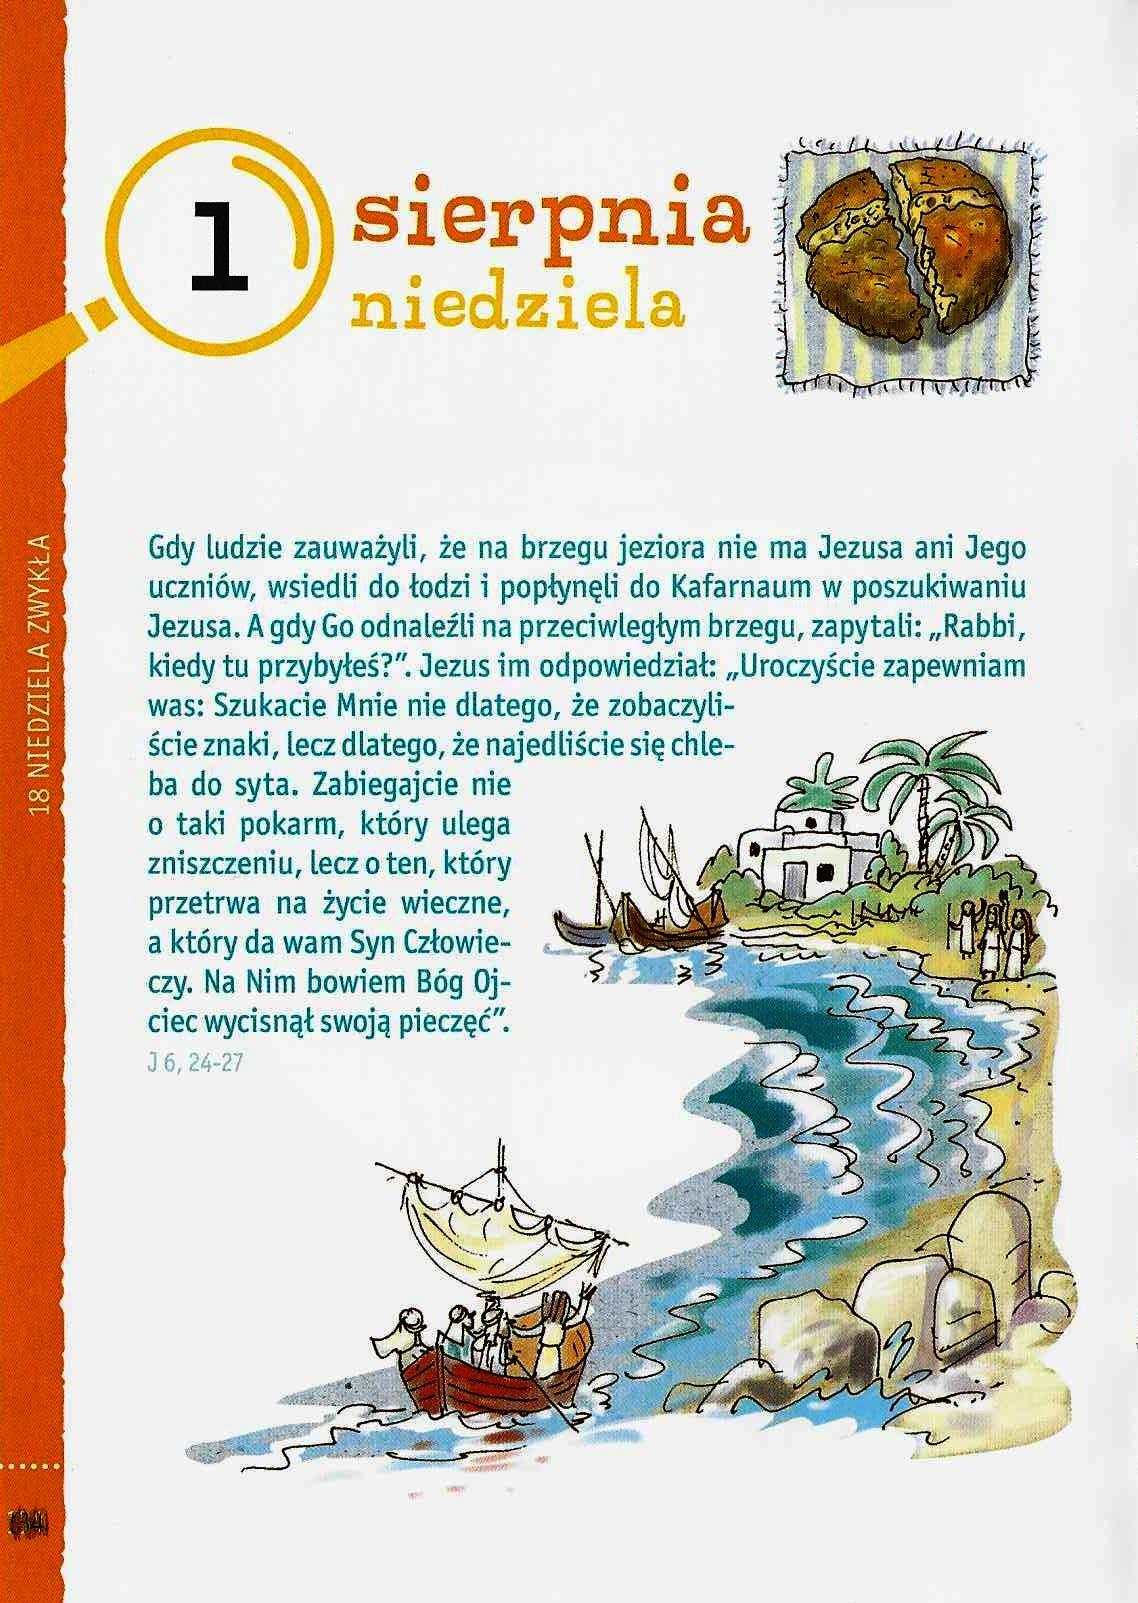 1
sierpnia
niedziela
18 NIEDZIELA ZWYKŁA
Gdy ludzie zauważyli, że na brzegu jeziora nie ma Jezusa ani Jego
uczniów, wsiedli do łodzi i popłynęli do Kafarnaum w poszukiwaniu
Jezusa. A gdy Go odnaleźli na przeciwległym brzegu, zapytali: „Rabbi,
kiedy tu przybyłeś?". Jezus im odpowiedział: „Uroczyście zapewniam
was: Szukacie Mnie nie dlatego, że zobaczyli-
ście znaki, lecz dlatego, że najedliście się chle-
ba do syta. Zabiegajcie nie
o taki pokarm, który ulega
zniszczeniu, lecz o ten, który
przetrwa na życie wieczne,
a który da wam Syn Człowie-
czy. Na Nim bowiem Bóg Oj-
ciec wycisnął swoją pieczęć".
J 6, 24-27